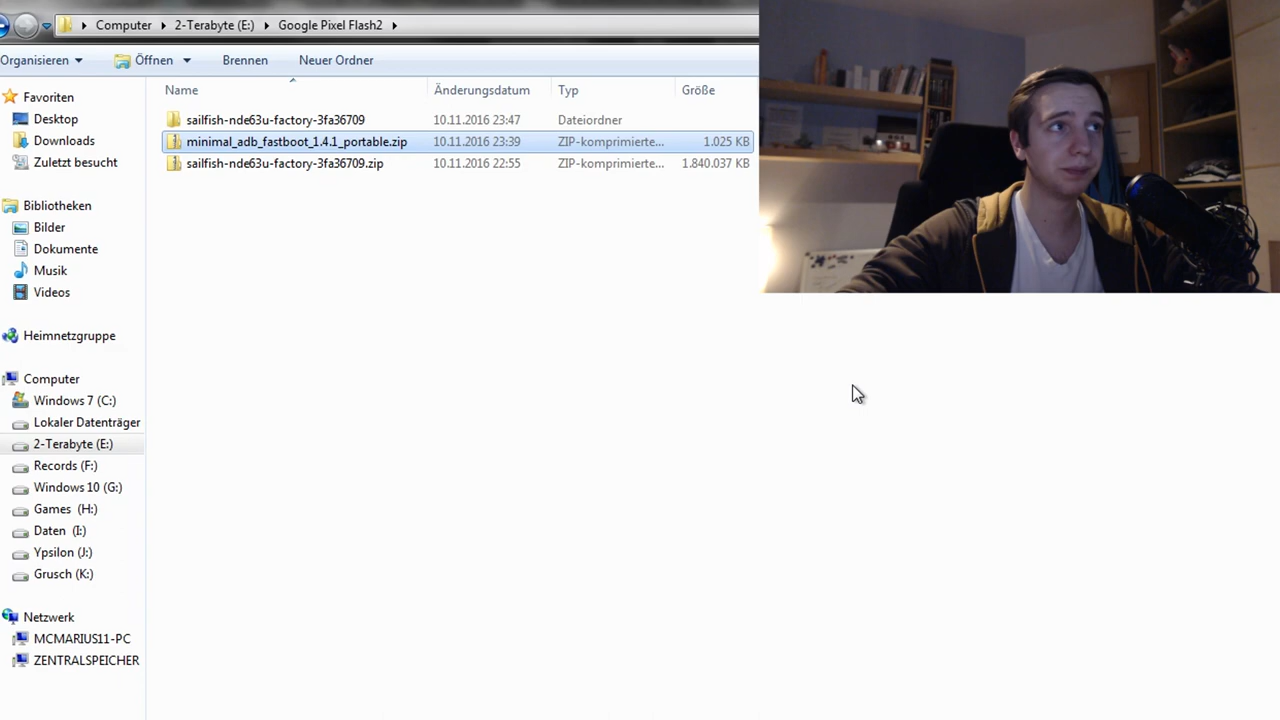 Computer 2-Terabyte (E:) Google Pixel Flash2
Organisieren Öffnen Brennen Neuer Ordner
Name Änderungsdatum Typ Größe
sailfish-nde63u-factory-3fa36709 10.11.2016 23:47 Dateiordner
minimal_adb_fastboot_1.4.1_portable.zip 10.11.2016 23:39 ZIP-komprimierte... 1.025 KB
sailfish-nde63u-factory-3fa36709.zip 10.11.2016 22:55 ZIP-komprimierte... 1.840.037 KB
Favoriten
Desktop
Downloads
Zuletzt besucht
Bibliotheken
Bilder
Dokumente
Musik
Videos
Heimnetzgruppe
Computer
Windows 7 (C:)
Lokaler Datenträger
2-Terabyte (E:)
Records (F:)
Windows 10 (G:)
Games (H:)
Daten (I:)
Ypsilon (J:)
Grusch (K:)
Netzwerk
MCMARIUS11-PC
ZENTRALSPEICHER